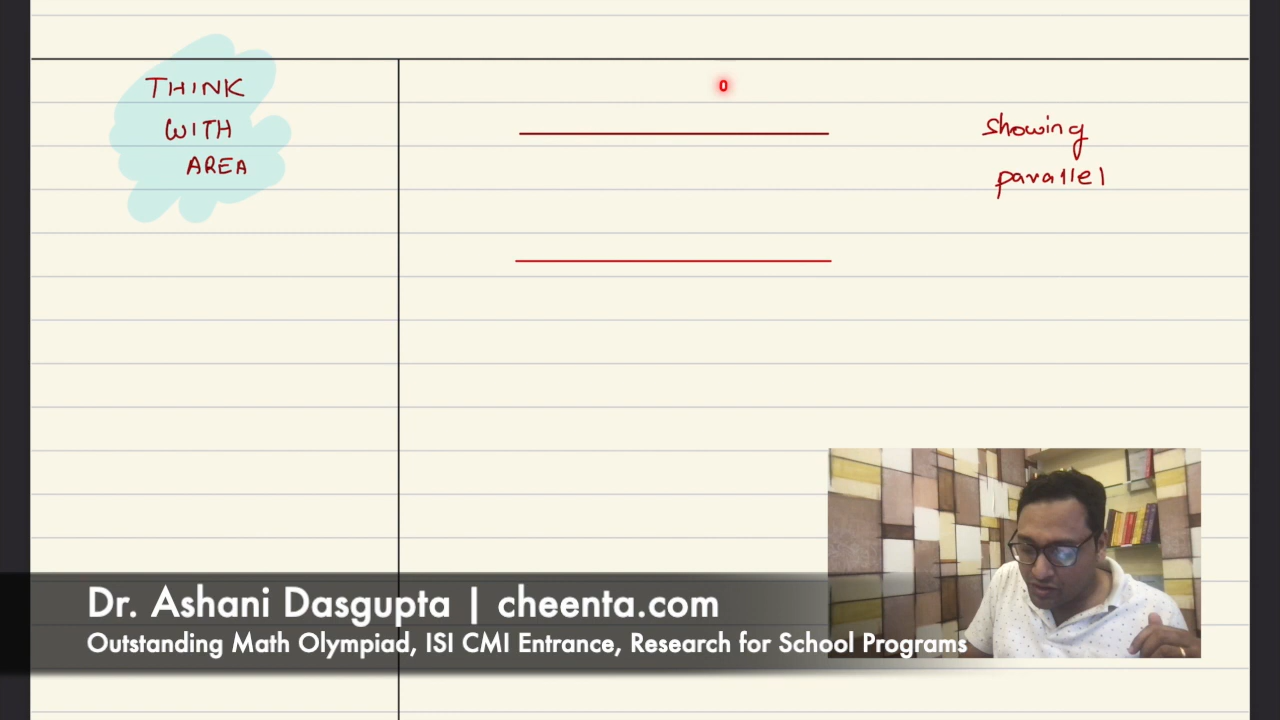 THINK
WITH
AREA
showing
parallel
Dr. Ashani Dasgupta | cheenta.com
Outstanding Math Olympiad, ISI CMI Entrance, Research for School Programs